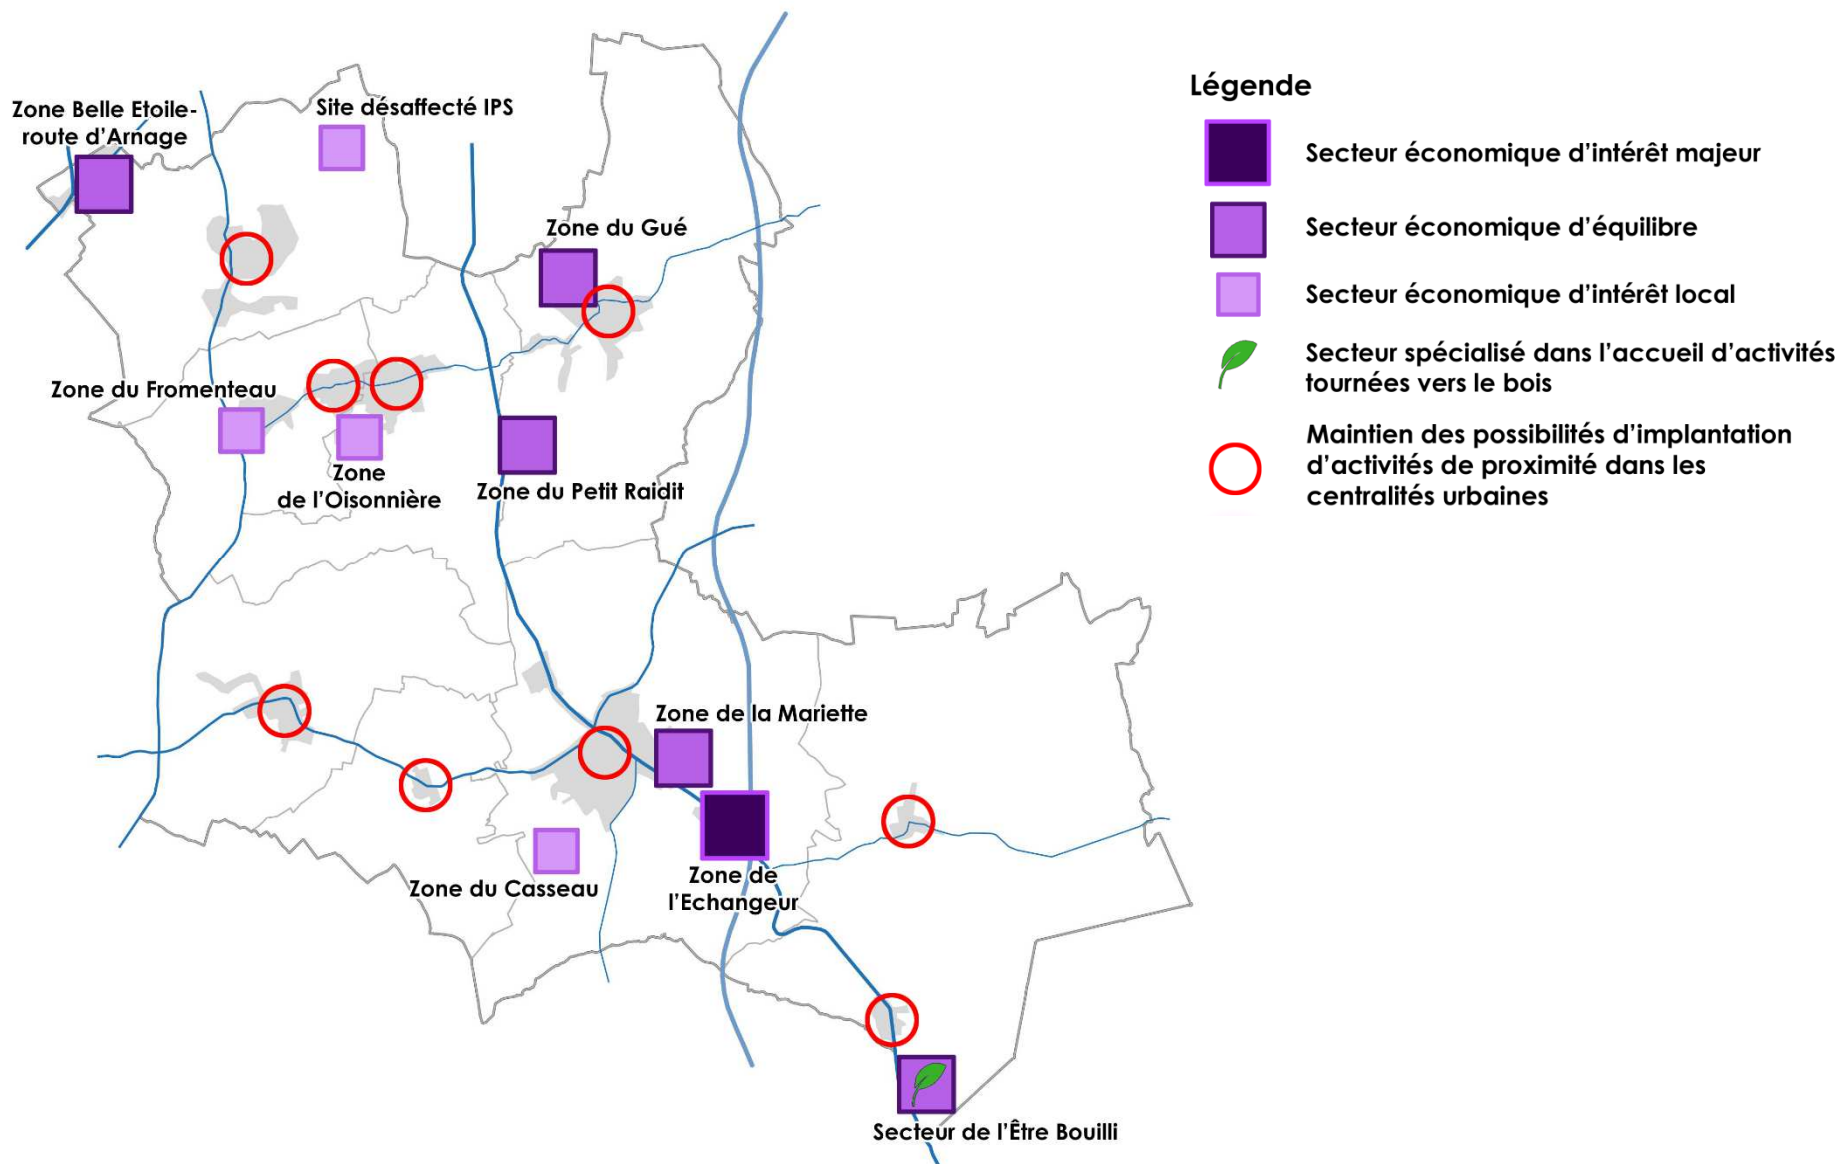 Zone Belle Etoile-
route d'Arnage
Site désaffecté IPS
Zone du Gué
Zone du Fromenteau
Zone
de l'Oisonnière
Zone du Petit Raidit
Zone de la Mariette
Zone du Casseau
Zone de
l'Echangeur
Secteur de l'Être Bouilli
Légende
Secteur économique d'intérêt majeur
Secteur économique d'équilibre
Secteur économique d'intérêt local
Secteur spécialisé dans l'accueil d'activités
tournées vers le bois
Maintien des possibilités d'implantation
d'activités de proximité dans les
centralités urbaines